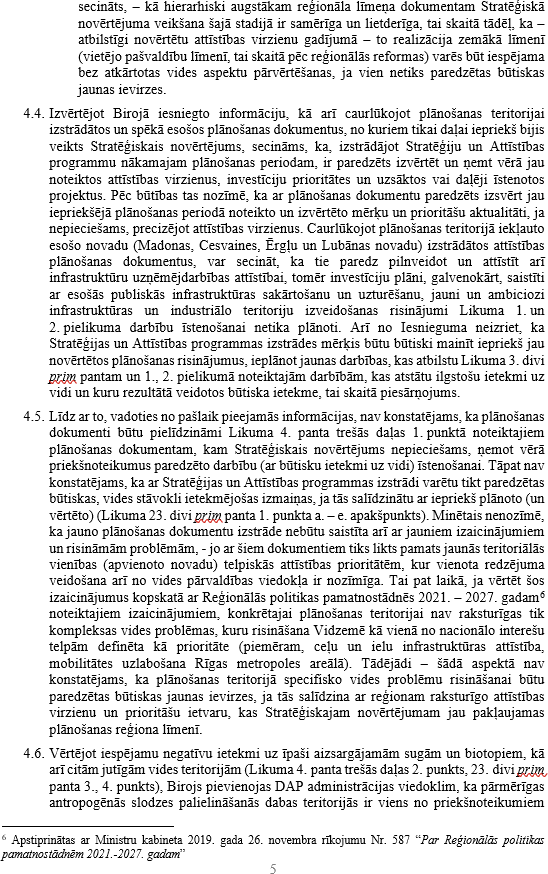 secināts, – kā hierarhiski augstākam reģionāla līmeņa dokumentam Stratēģiskā
novērtējuma veikšana šajā stadijā ir samērīga un lietderīga, tai skaitā tādēļ, ka –
atbilstīgi novērtētu attīstības virzienu gadījumā – to realizācija zemākā līmenī
(vietējo pašvaldību līmenī, tai skaitā pēc reģionālās reformas) varēs būt iespējama
bez atkārtotas vides aspektu pārvērtēšanas, ja vien netiks paredzētas būtiskas
jaunas ievirzes.
4.4. Izvērtējot Birojā iesniegto informāciju, kā arī caurlūkojot plānošanas teritorijai
izstrādātos un spēkā esošos plānošanas dokumentus, no kuriem tikai daļai iepriekš bijis
veikts Stratēģiskais novērtējums, secināms, ka, izstrādājot Stratēģiju un Attīstības
programmu nākamajam plānošanas periodam, ir paredzēts izvērtēt un ņemt vērā jau
noteiktos attīstības virzienus, investīciju prioritātes un uzsāktos vai daļēji īstenotos
projektus. Pēc būtības tas nozīmē, ka ar plānošanas dokumentu paredzēts izsvērt jau
iepriekšējā plānošanas periodā noteikto un izvērtēto mērķu un prioritāšu aktualitāti, ja
nepieciešams, precizējot attīstības virzienus. Caurlūkojot plānošanas teritorijā iekļauto
esošo novadu (Madonas, Cesvaines, Ērgļu un Lubānas novadu) izstrādātos attīstības
plānošanas dokumentus, var secināt, ka tie paredz pilnveidot un attīstīt arī
infrastruktūru uzņēmējdarbības attīstībai, tomēr investīciju plāni, galvenokārt, saistīti
ar esošās publiskās infrastruktūras sakārtošanu un uzturēšanu, jauni un ambiciozi
infrastruktūras un industriālo teritoriju izveidošanas risinājumi Likuma 1. un
2. pielikuma darbību īstenošanai netika plānoti. Arī no Iesnieguma neizriet, ka
Stratēģijas un Attīstības programmas izstrādes mērķis būtu būtiski mainīt iepriekš jau
novērtētos plānošanas risinājumus, ieplānot jaunas darbības, kas atbilstu Likuma 3. divi
prim pantam un 1., 2. pielikumā noteiktajām darbībām, kas atstātu ilgstošu ietekmi uz
vidi un kuru rezultātā veidotos būtiska ietekme, tai skaitā piesārņojums.
4.5. Līdz ar to, vadoties no pašlaik pieejamās informācijas, nav konstatējams, ka plānošanas
dokumenti būtu pielīdzināmi Likuma 4. panta trešās daļas 1. punktā noteiktajiem
plānošanas dokumentam, kam Stratēģiskais novērtējums nepieciešams, ņemot vērā
priekšnoteikumus paredzēto darbību (ar būtisku ietekmi uz vidi) īstenošanai. Tāpat nav
konstatējams, ka ar Stratēģijas un Attīstības programmas izstrādi varētu tikt paredzētas
būtiskas, vides stāvokli ietekmējošas izmaiņas, ja tās salīdzinātu ar iepriekš plānoto (un
vērtēto) (Likuma 23. divi prim panta 1. punkta a. – e. apakšpunkts). Minētais nenozīmē,
ka jauno plānošanas dokumentu izstrāde nebūtu saistīta arī ar jauniem izaicinājumiem
un risināmām problēmām, - jo ar šiem dokumentiem tiks likts pamats jaunās teritoriālās
vienības (apvienoto novadu) telpiskās attīstības prioritātēm, kur vienota redzējuma
veidošana arī no vides pārvaldības viedokļa ir nozīmīga. Tai pat laikā, ja vērtēt šos
izaicinājumus kopskatā ar Reģionālās politikas pamatnostādnēs 2021. – 2027. gadam⁶
noteiktajiem izaicinājumiem, konkrētajai plānošanas teritorijai nav raksturīgas tik
kompleksas vides problēmas, kuru risināšana Vidzemē kā vienā no nacionālo interešu
telpām definēta kā prioritāte (piemēram, ceļu un ielu infrastruktūras attīstība,
mobilitātes uzlabošana Rīgas metropoles areālā). Tādējādi – šādā aspektā nav
konstatējams, ka plānošanas teritorijā specifisko vides problēmu risināšanai būtu
paredzētas būtiskas jaunas ievirzes, ja tās salīdzina ar reģionam raksturīgo attīstības
virzienu un prioritāšu ietvaru, kas Stratēģiskajam novērtējumam jau pakļaujamas
plānošanas reģiona līmenī.
4.6. Vērtējot iespējamu negatīvu ietekmi uz īpaši aizsargājamām sugām un biotopiem, kā
arī citām jutīgām vides teritorijām (Likuma 4. panta trešās daļas 2. punkts, 23. divi prim
panta 3., 4. punkts), Birojs pievienojas DAP administrācijas viedoklim, ka pārmērīgas
antropogēnās slodzes palielināšanās dabas teritorijās ir viens no priekšnoteikumiem
⁶ Apstiprinātas ar Ministru kabineta 2019. gada 26. novembra rīkojumu Nr. 587 “Par Reģionālās politikas
pamatnostādnēm 2021.-2027. gadam”
5